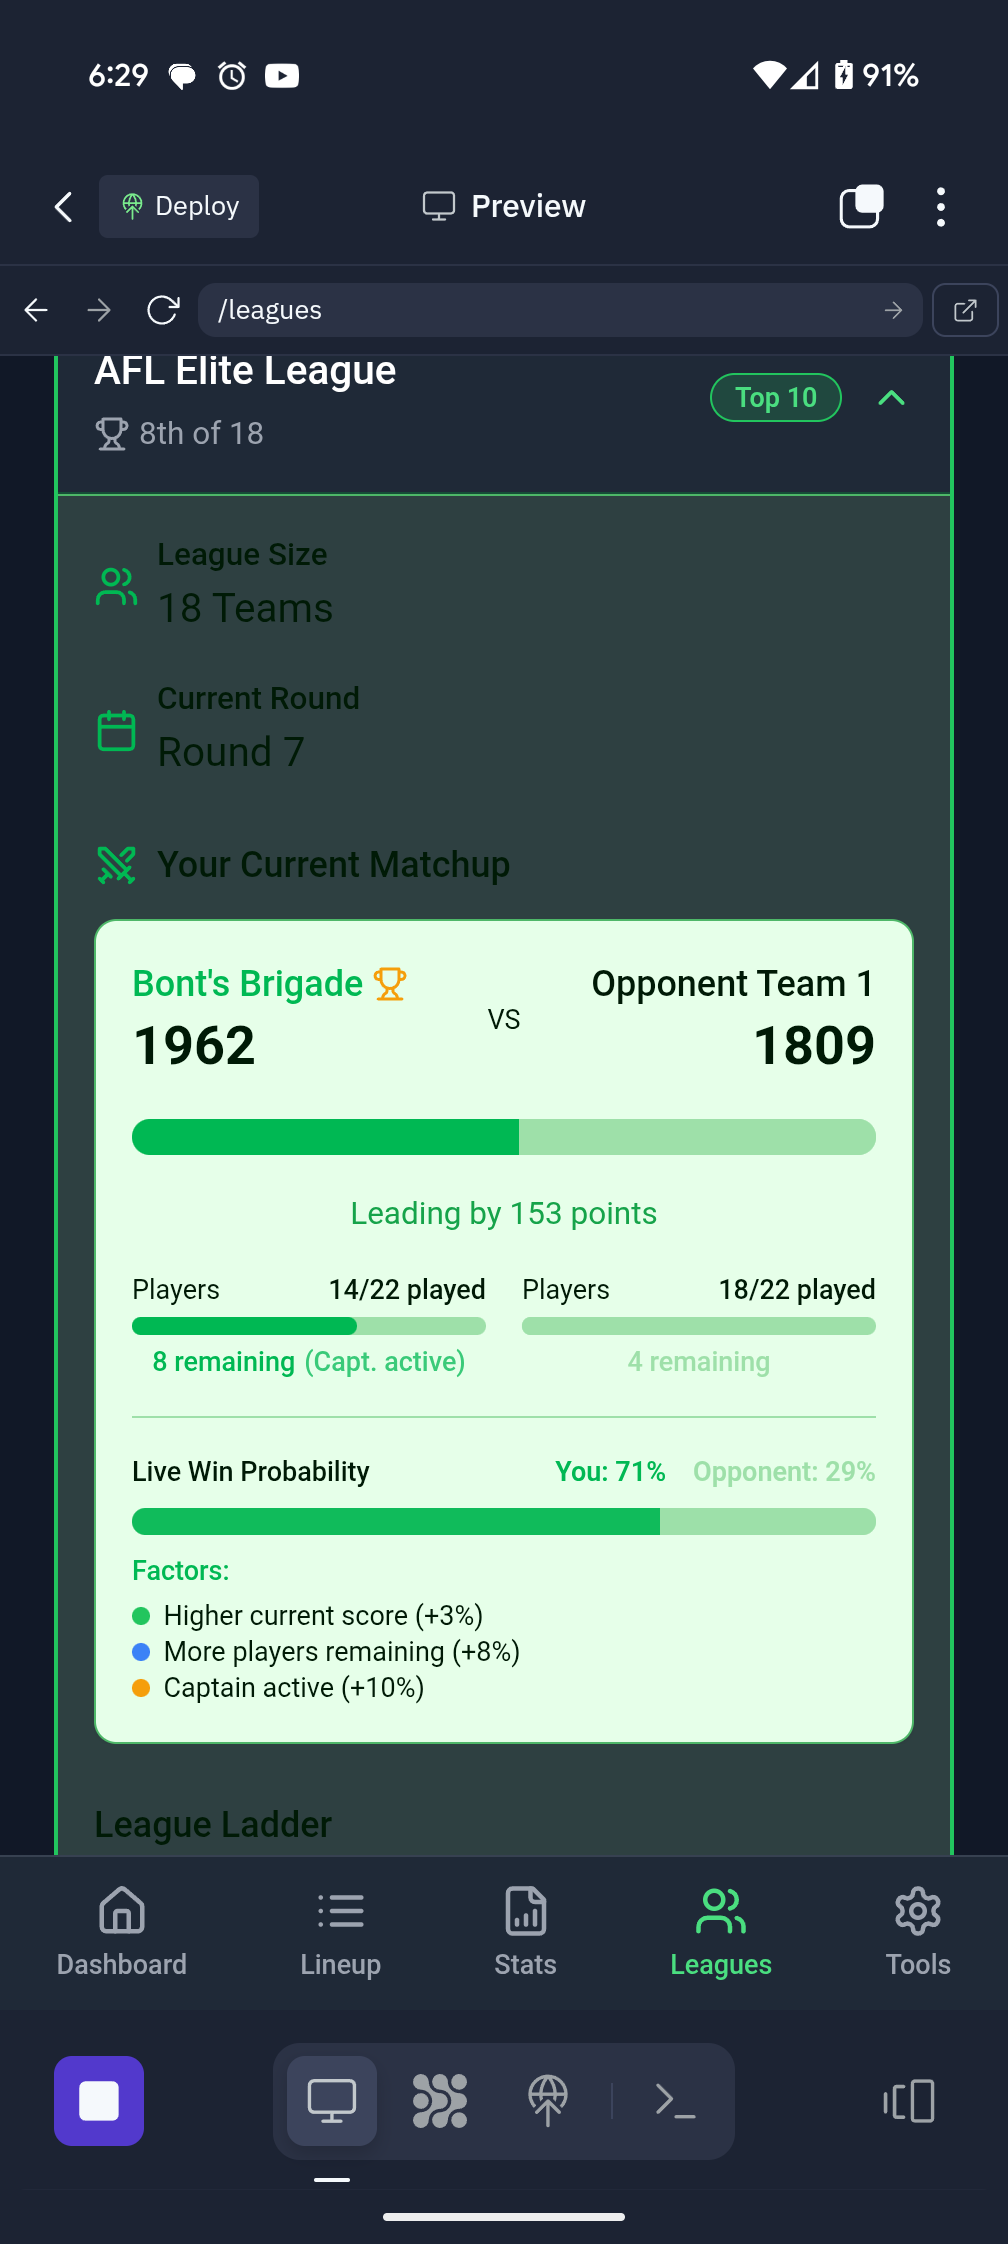 6:29
91%
Deploy
Preview
/leagues
AFL Elite League
8th of 18
Top 10
League Size
18 Teams
Current Round
Round 7
Your Current Matchup
Bont's Brigade
1962
VS
Opponent Team 1
1809
Leading by 153 points
Players 14/22 played
8 remaining (Capt. active)
Players 18/22 played
4 remaining
Live Win Probability You: 71% Opponent: 29%
Factors:
Higher current score (+3%)
More players remaining (+8%)
Captain active (+10%)
League Ladder
Dashboard Lineup Stats Leagues Tools